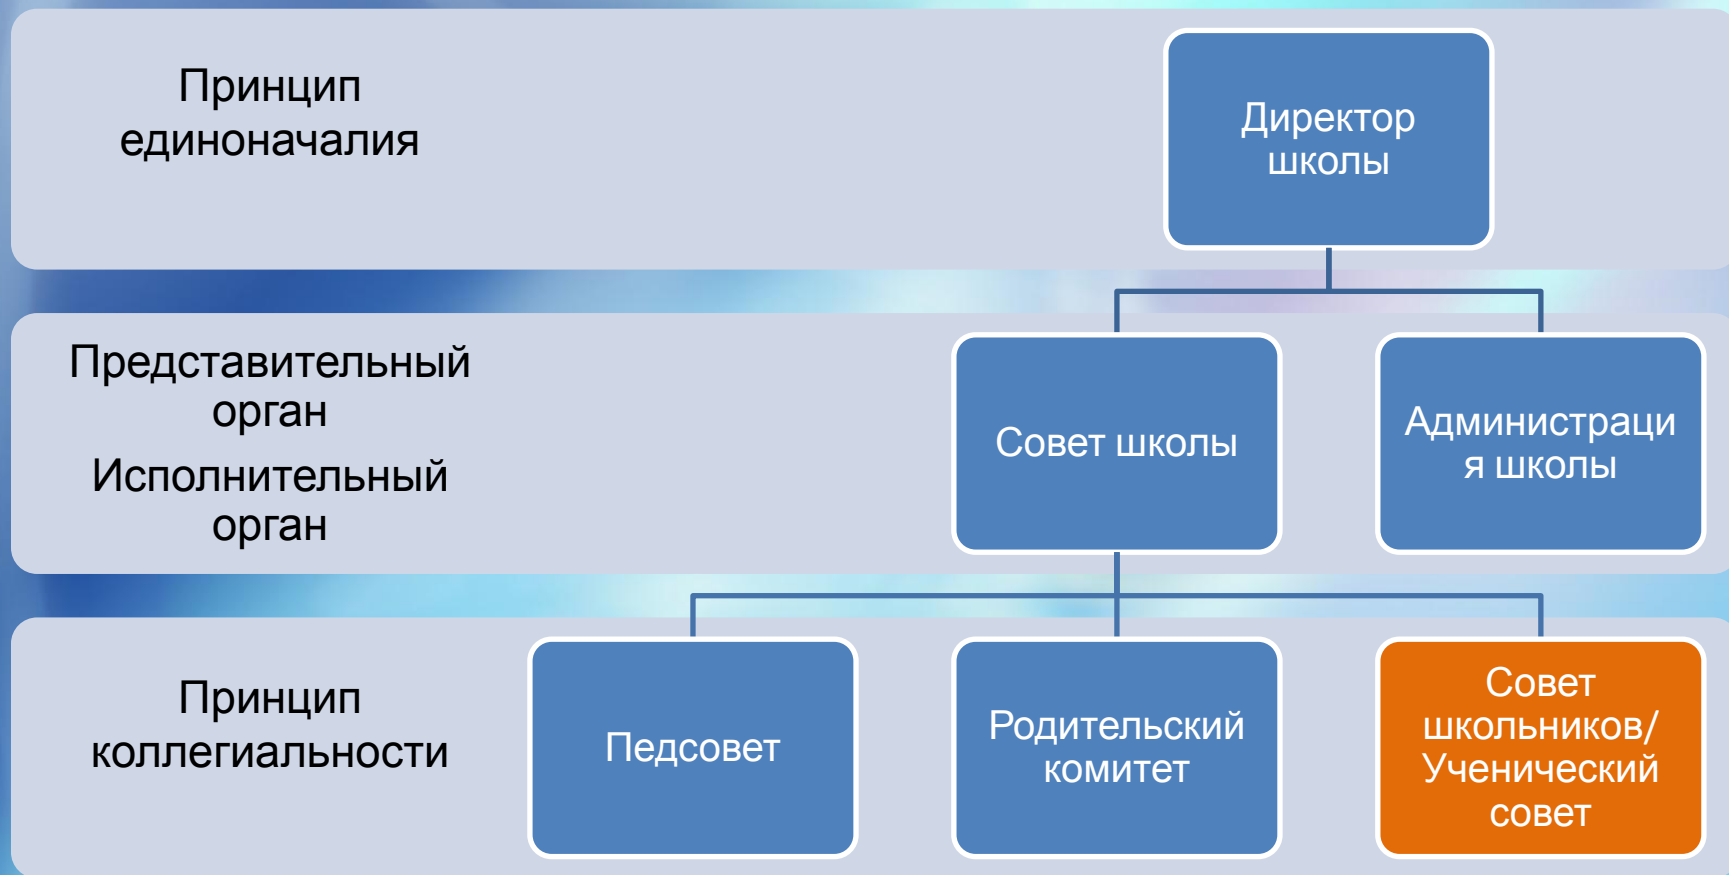 Принцип
единоначалия
Директор
школы
Представительный
орган
Исполнительный
орган
Совет школы
Администраци
я школы
Принцип
коллегиальности
Педсовет
Родительский
комитет
Совет
школьников/
Ученический
совет